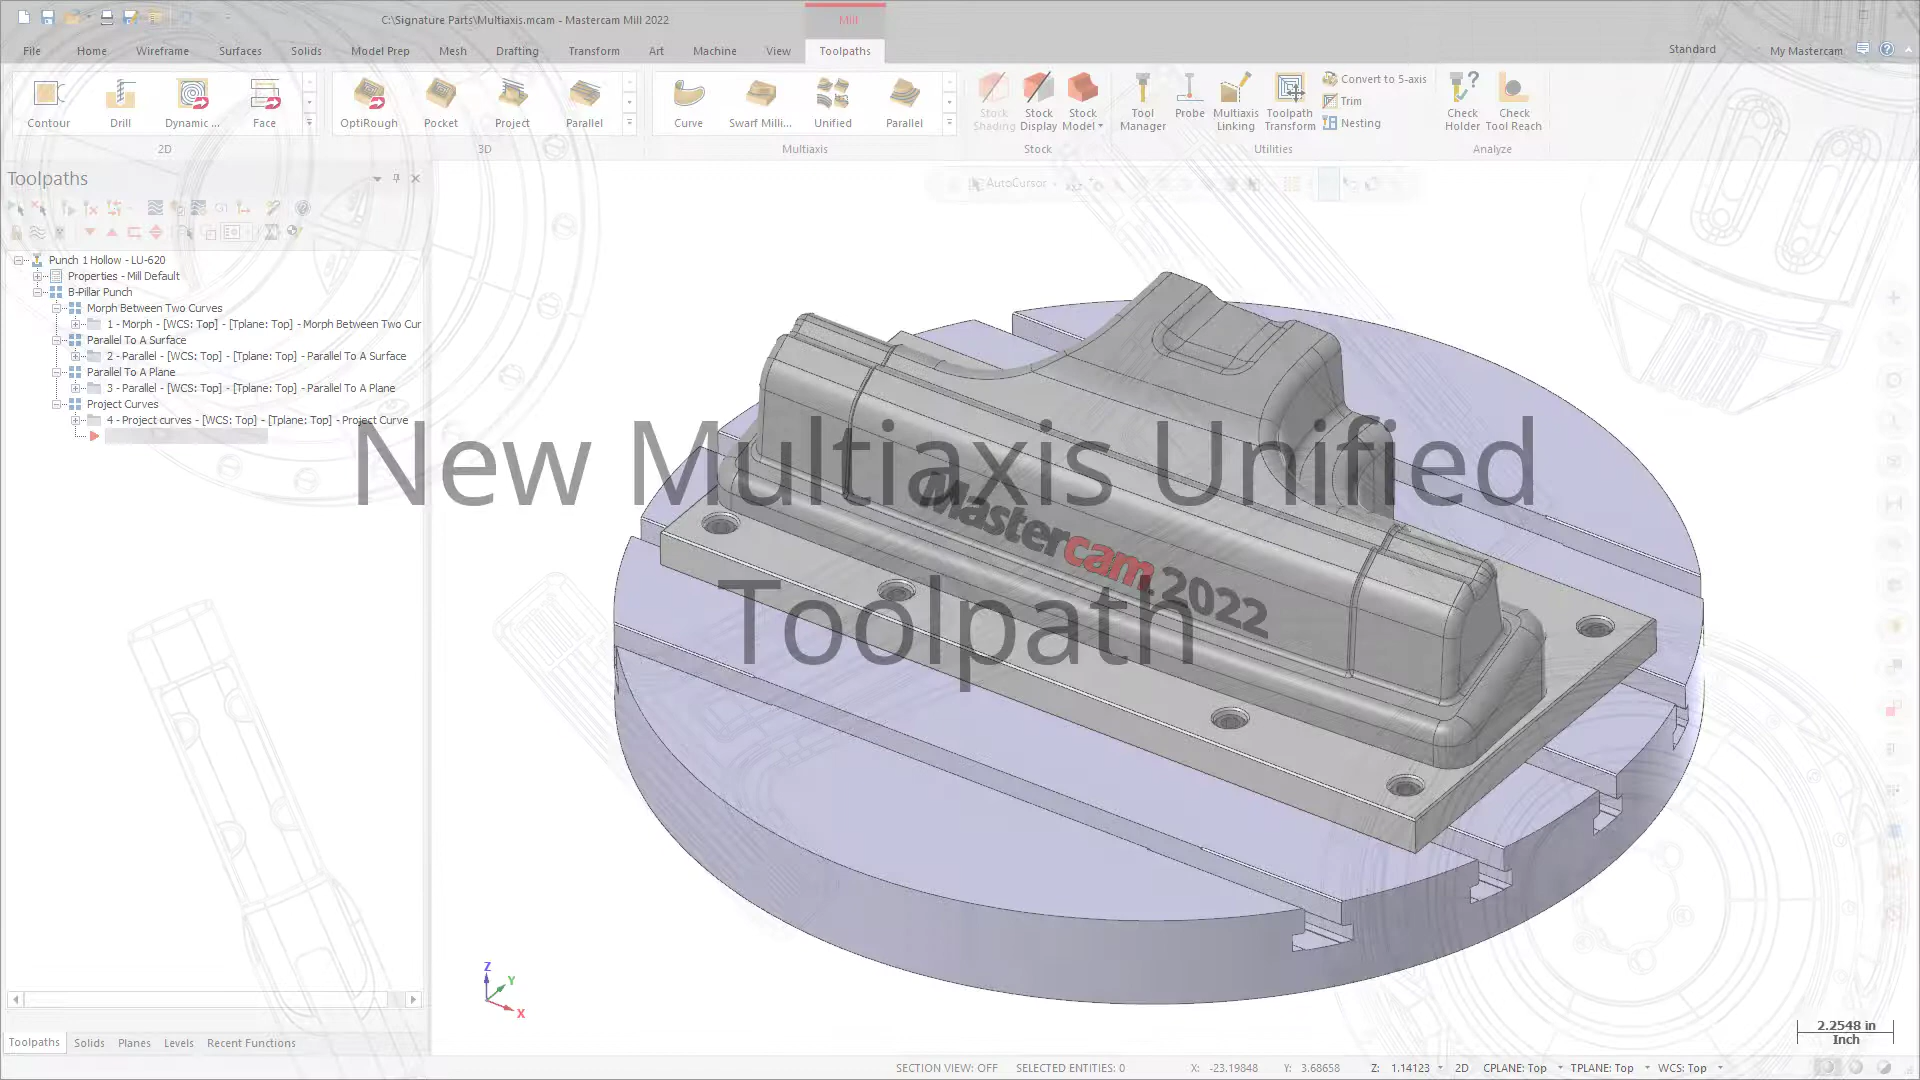 C:\Signature Parts\Multiaxis.mcam - Mastercam Mill 2022
Mill
File Home Wireframe Surfaces Solids Model Prep Mesh Drafting Transform Art Machine View Toolpaths
Standard My Mastercam
Contour Drill Dynamic ... Face
2D
OptiRough Pocket Project Parallel
3D
Curve Swarf Milli... Unified Parallel
Multiaxis
Stock Shading Stock Display Stock Model
Stock
Tool Manager Probe Multiaxis Linking Toolpath Transform
Convert to 5-axis
Trim
Nesting
Utilities
Check Holder Check Tool Reach
Analyze
Toolpaths
AutoCursor
Punch 1 Hollow - LU-620
Properties - Mill Default
B-Pillar Punch
Morph Between Two Curves
1 - Morph - [WCS: Top] - [Tplane: Top] - Morph Between Two Cur
Parallel To A Surface
2 - Parallel - [WCS: Top] - [Tplane: Top] - Parallel To A Surface
Parallel To A Plane
3 - Parallel - [WCS: Top] - [Tplane: Top] - Parallel To A Plane
Project Curves
4 - Project curves - [WCS: Top] - [Tplane: Top] - Project Curve
New Multiaxis Unified
Toolpath
Mastercam 2022
Z
Y
X
2.2548 in
Inch
Toolpaths Solids Planes Levels Recent Functions
SECTION VIEW: OFF SELECTED ENTITIES: 0 X: -23.19848 Y: 3.68658 Z: 1.14123 2D CPLANE: Top TPLANE: Top WCS: Top